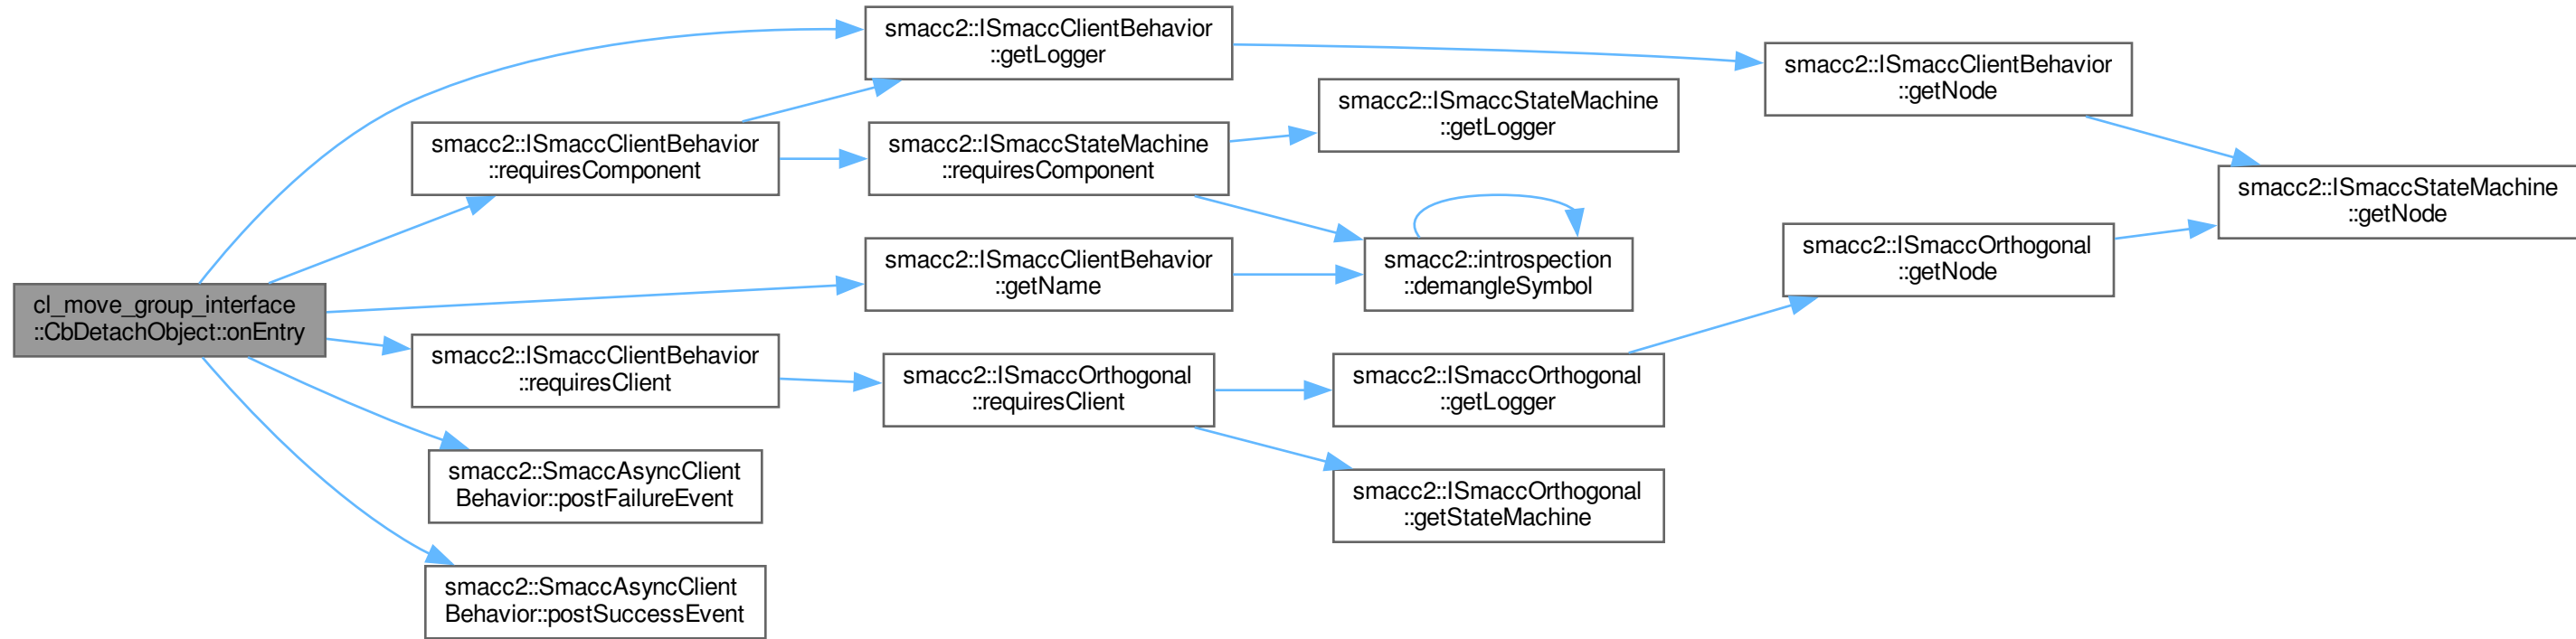 cl_move_group_interface
::CbDetachObject::onEntry
smacc2::ISmaccClientBehavior
::getLogger
smacc2::ISmaccClientBehavior
::requiresComponent
smacc2::ISmaccStateMachine
::requiresComponent
smacc2::ISmaccClientBehavior
::getName
smacc2::ISmaccClientBehavior
::requiresClient
smacc2::SmaccAsyncClient
Behavior::postFailureEvent
smacc2::SmaccAsyncClient
Behavior::postSuccessEvent
smacc2::ISmaccOrthogonal
::requiresClient
smacc2::ISmaccStateMachine
::getLogger
smacc2::introspection
::demangleSymbol
smacc2::ISmaccOrthogonal
::getLogger
smacc2::ISmaccOrthogonal
::getStateMachine
smacc2::ISmaccClientBehavior
::getNode
smacc2::ISmaccOrthogonal
::getNode
smacc2::ISmaccStateMachine
::getNode